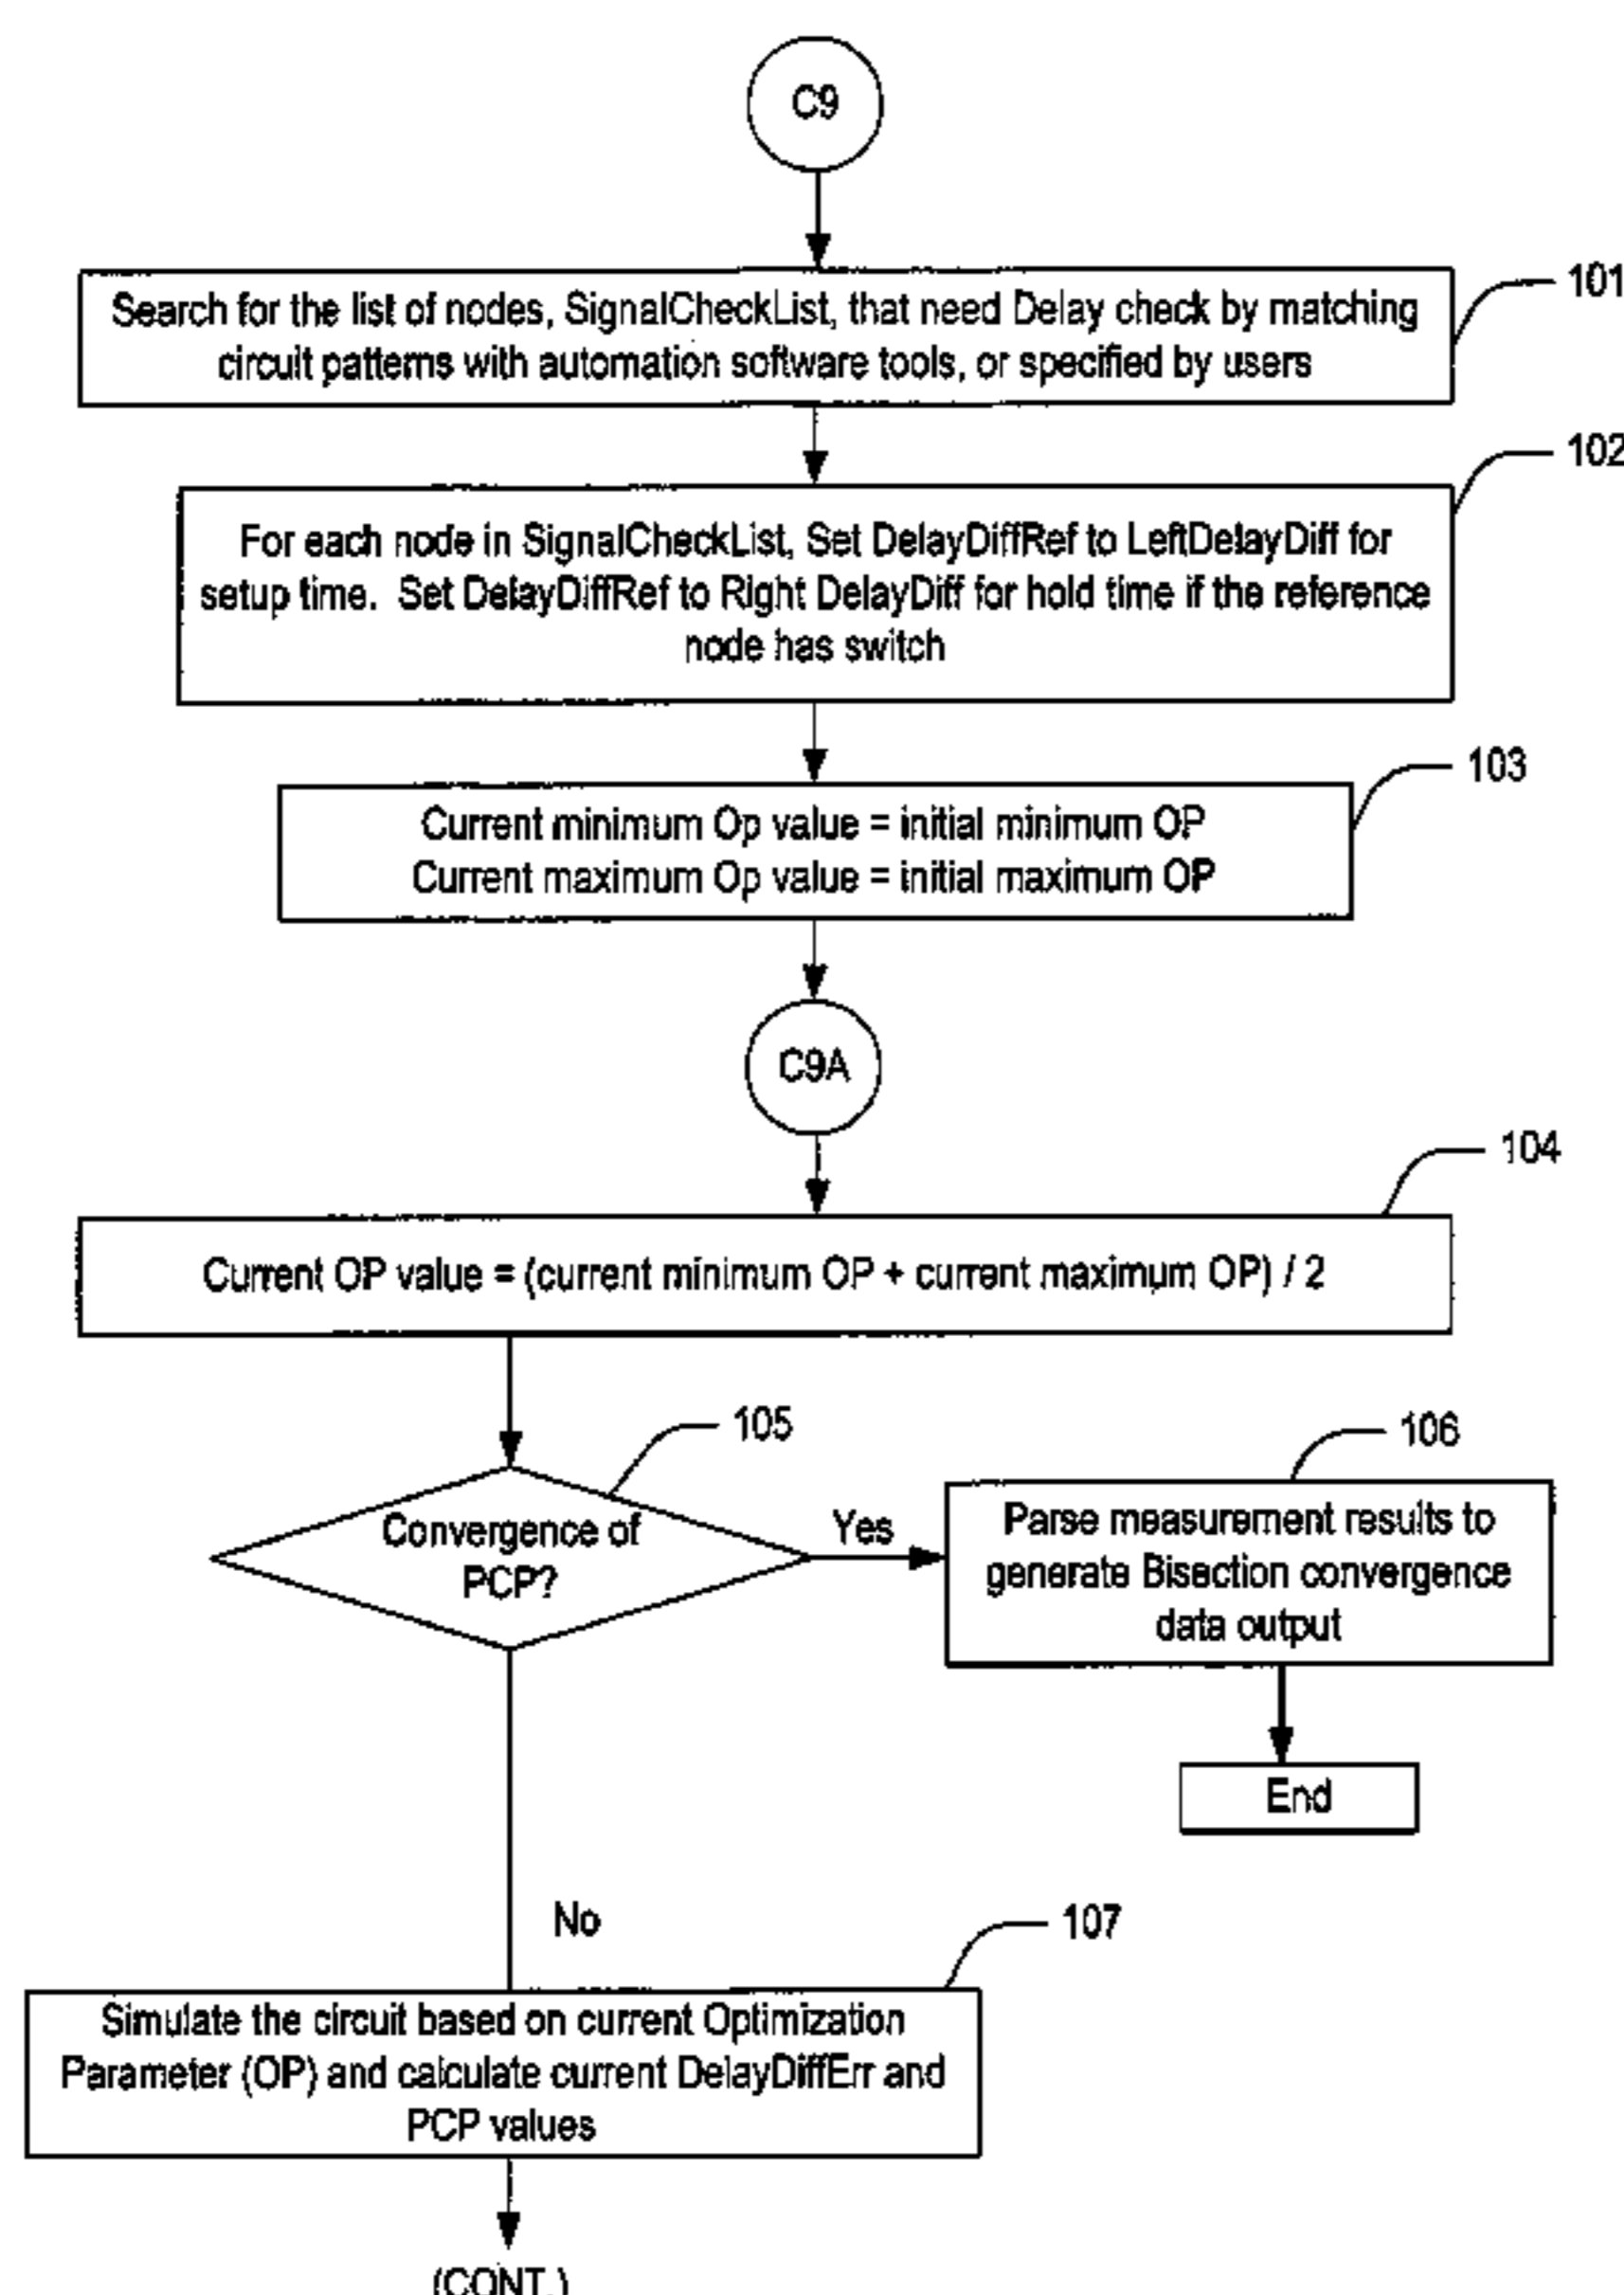 C9
101
Search for the list of nodes, SignalCheckList, that need Delay check by matching
circuit patterns with automation software tools, or specified by users
102
For each node in SignalCheckList, Set DelayDiffRef to LeftDelayDiff for
setup time. Set DelayDiffRef to Right DelayDiff for hold time if the reference
node has switch
103
Current minimum Op value = initial minimum OP
Current maximum Op value = initial maximum OP
C9A
104
Current OP value = (current minimum OP + current maximum OP) / 2
105
Convergence of
PCP?
Yes
106
Parse measurement results to
generate Bisection convergence
data output
End
No
107
Simulate the circuit based on current Optimization
Parameter (OP) and calculate current DelayDiffErr and
PCP values
(CONT.)